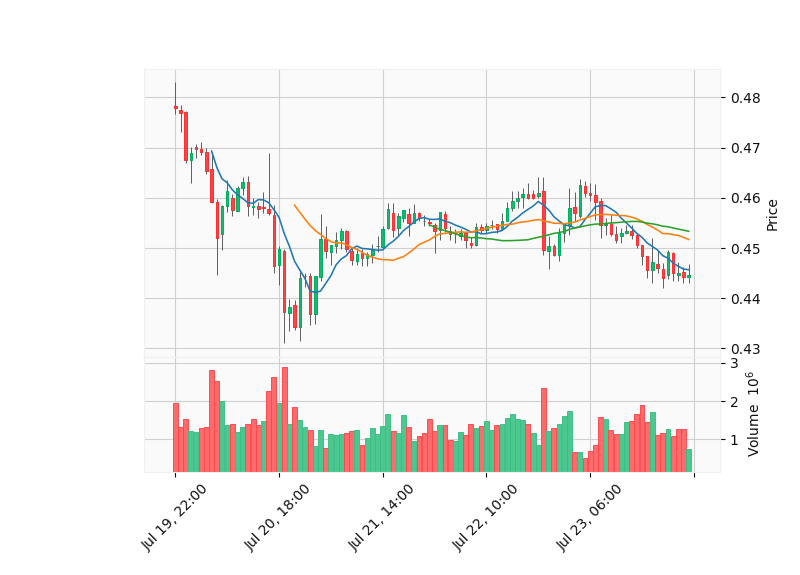 0.48
0.47
0.46
0.45
0.44
0.43
Price
3
2
1
Volume 10^6
Jul 19, 22:00
Jul 20, 18:00
Jul 21, 14:00
Jul 22, 10:00
Jul 23, 06:00